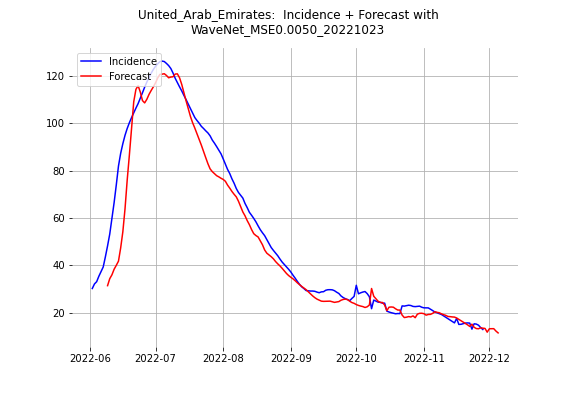 United_Arab_Emirates:  Incidence + Forecast with
WaveNet_MSE0.0050_20221023
Incidence
Forecast
120
100
80
60
40
20
2022-06 2022-07 2022-08 2022-09 2022-10 2022-11 2022-12